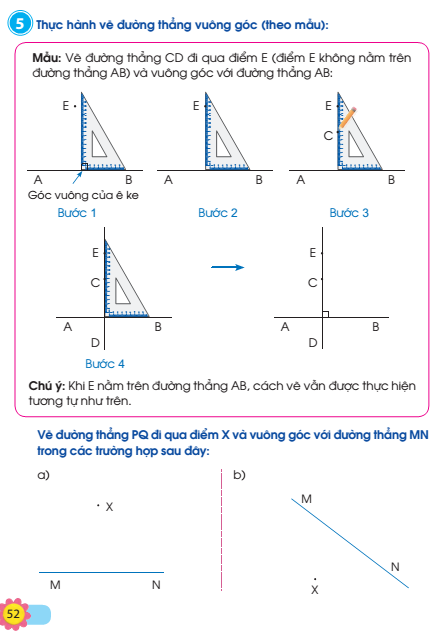 5 Thực hành vẽ đường thẳng vuông góc (theo mẫu):
Mẫu: Vẽ đường thẳng CD đi qua điểm E (điểm E không nằm trên
đường thẳng AB) và vuông góc với đường thẳng AB:
E
E
E
C
A B
A B
A B
Góc vuông của ê ke
Bước 1
Bước 2
Bước 3
E
E
C
C
A B
A B
D
D
Bước 4
Chú ý: Khi E nằm trên đường thẳng AB, cách vẽ vẫn được thực hiện
tương tự như trên.
Vẽ đường thẳng PQ đi qua điểm X và vuông góc với đường thẳng MN
trong các trường hợp sau đây:
a)
X
M N
b)
M
N
X
52